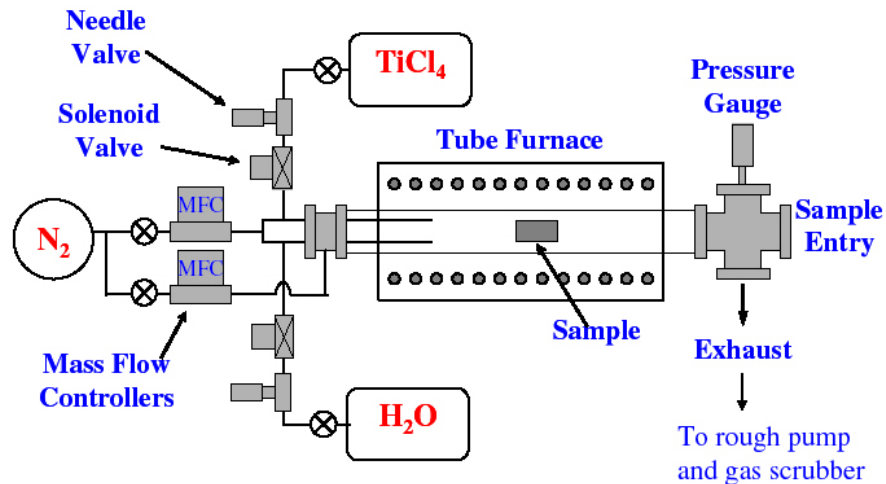 Needle
Valve
TiCl4
Pressure
Gauge
Solenoid
Valve
Tube Furnace
MFC
N2
Sample
Entry
MFC
Sample
Mass Flow
Controllers
Exhaust
H2O
To rough pump
and gas scrubber